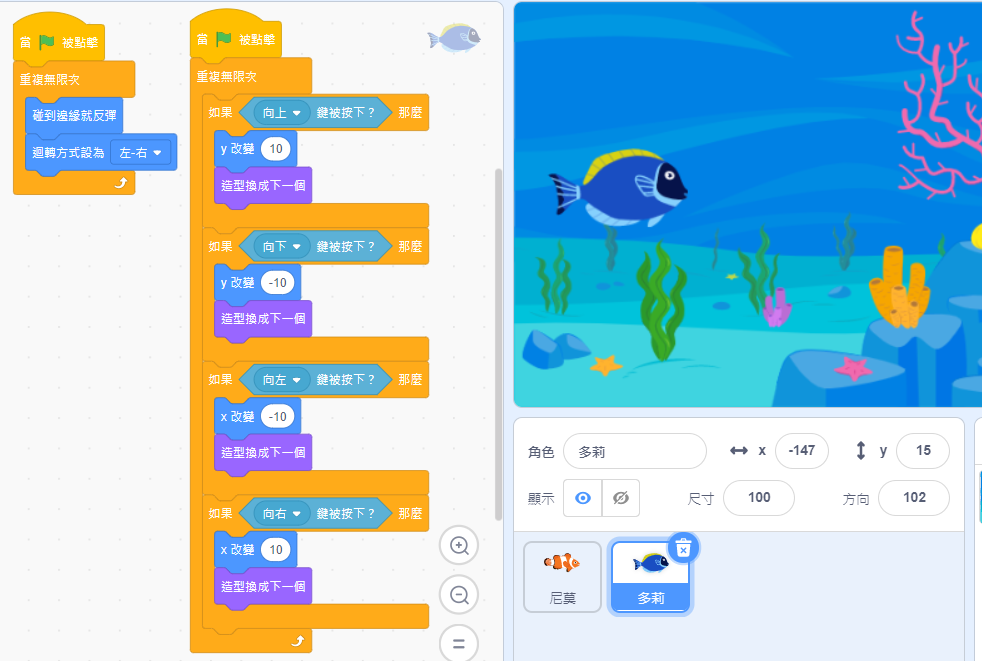 當 被點擊
重複無限次
碰到邊緣就反彈
迴轉方式設為 左-右
當 被點擊
重複無限次
如果 向上 鍵被按下？ 那麼
y 改變 10
造型換成下一個
如果 向下 鍵被按下？ 那麼
y 改變 -10
造型換成下一個
如果 向左 鍵被按下？ 那麼
x 改變 -10
造型換成下一個
如果 向右 鍵被按下？ 那麼
x 改變 10
造型換成下一個
角色 多莉 x -147 y 15
顯示 尺寸 100 方向 102
尼莫 多莉